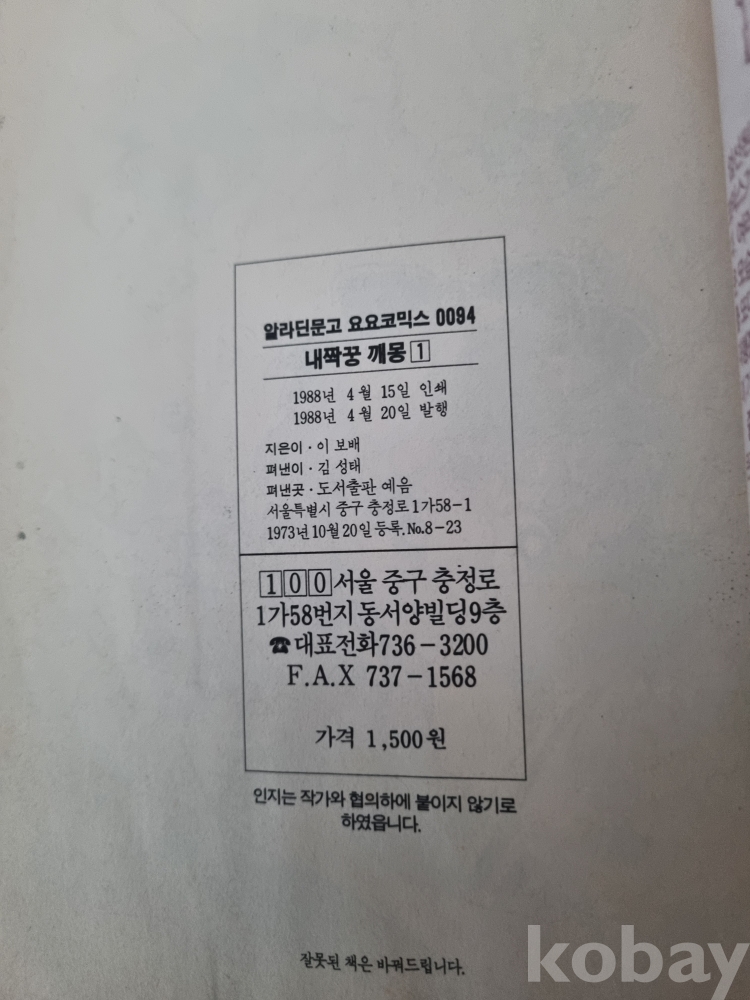 알라딘문고 요요코믹스 0094
내짝꿍 깨몽 1
1988년 4월 15일 인쇄
1988년 4월 20일 발행
지은이·이 보배
펴낸이·김 성태
펴낸곳·도서출판 예음
서울특별시 중구 충정로1가58-1
1973년10월20일등록.No.8-23
100서울 중구 충정로
1가58번지동서양빌딩9층
☎대표전화736-3200
F.A.X 737-1568
가격 1,500원
인지는 작가와 협의하에 붙이지 않기로
하였읍니다.
잘못된 책은 바꿔드립니다.
kobay